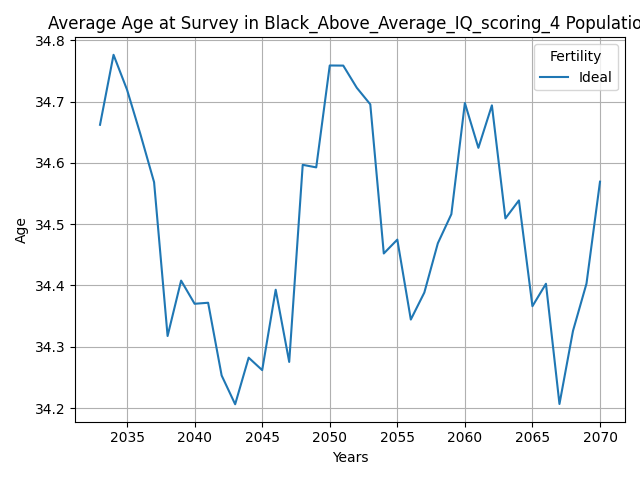 Average Age at Survey in Black_Above_Average_IQ_scoring_4 Populatio
34.8
34.7
34.6
34.5
34.4
34.3
34.2
Age
Fertility
Ideal
2035 2040 2045 2050 2055 2060 2065 2070
Years